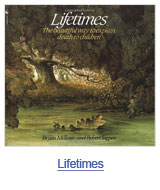 Lifetimes
The beautiful way to explain
death to children
Bryan Mellonie and Robert Ingpen
Lifetimes